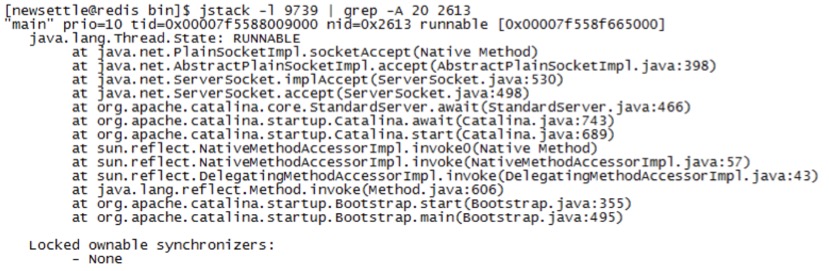 [newsettle@redis bin]$ jstack -l 9739 | grep -A 20 2613
"main" prio=10 tid=0x00007f5588009000 nid=0x2613 runnable [0x00007f558f665000]
java.lang.Thread.State: RUNNABLE
at java.net.PlainSocketImpl.socketAccept(Native Method)
at java.net.AbstractPlainSocketImpl.accept(AbstractPlainSocketImpl.java:398)
at java.net.ServerSocket.implAccept(ServerSocket.java:530)
at java.net.ServerSocket.accept(ServerSocket.java:498)
at org.apache.catalina.core.StandardServer.await(StandardServer.java:466)
at org.apache.catalina.startup.Catalina.await(Catalina.java:743)
at org.apache.catalina.startup.Catalina.start(Catalina.java:689)
at sun.reflect.NativeMethodAccessorImpl.invoke0(Native Method)
at sun.reflect.NativeMethodAccessorImpl.invoke(NativeMethodAccessorImpl.java:57)
at sun.reflect.DelegatingMethodAccessorImpl.invoke(DelegatingMethodAccessorImpl.java:43)
at java.lang.reflect.Method.invoke(Method.java:606)
at org.apache.catalina.startup.Bootstrap.start(Bootstrap.java:355)
at org.apache.catalina.startup.Bootstrap.main(Bootstrap.java:495)
Locked ownable synchronizers:
- None